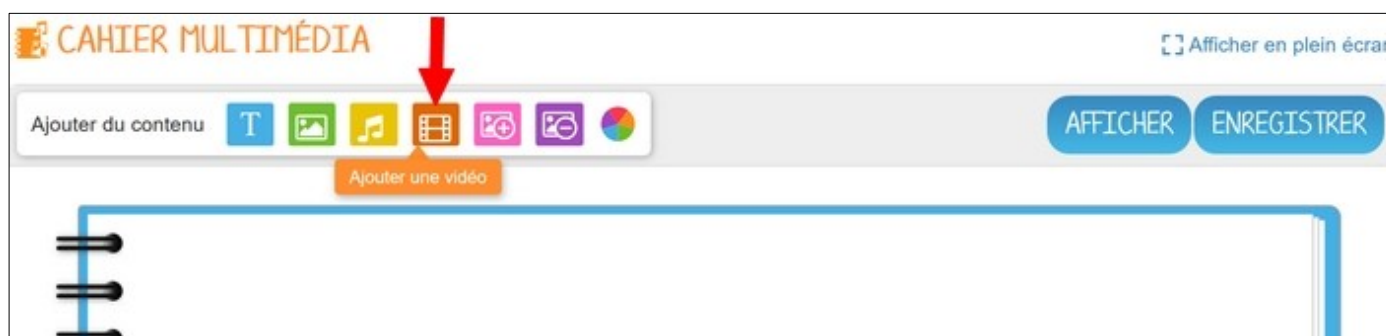 CAHIER MULTIMÉDIA
Afficher en plein écran
Ajouter du contenu T
AFFICHER ENREGISTRER
Ajouter une vidéo